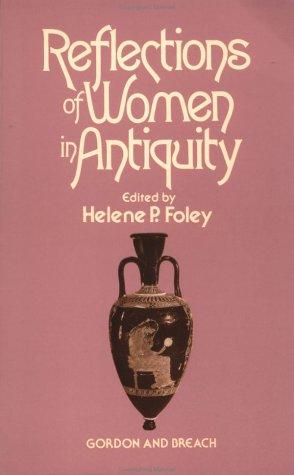 Reflections
of Women
in Antiquity
Edited by
Helene P. Foley
GORDON AND BREACH